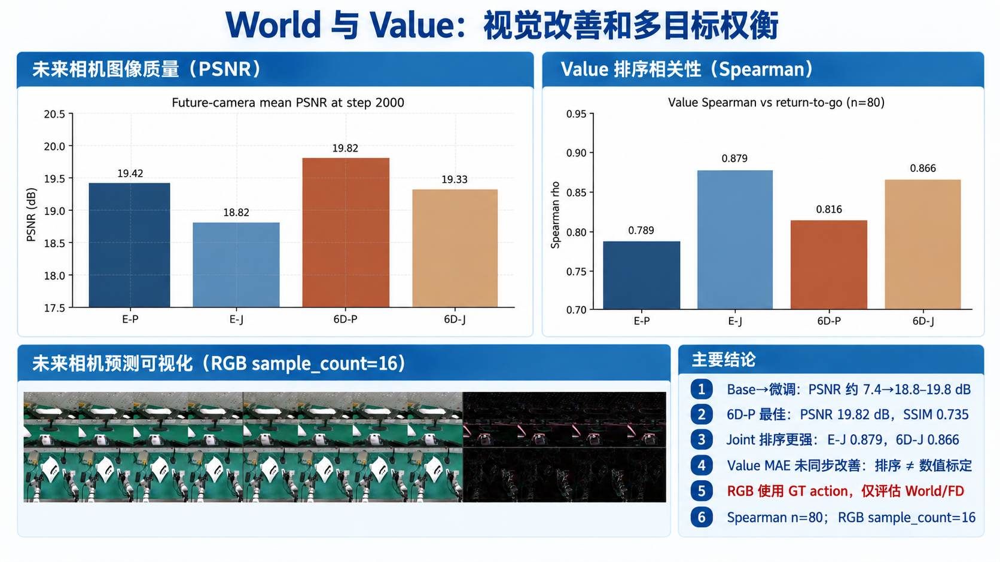 World 与 Value：视觉改善和多目标权衡
未来相机图像质量（PSNR）
Future-camera mean PSNR at step 2000
PSNR (dB)
20.5
20.0
19.5
19.0
18.5
18.0
17.5
19.42
18.82
19.82
19.33
E-P
E-J
6D-P
6D-J
Value 排序相关性（Spearman）
Value Spearman vs return-to-go (n=80)
Spearman rho
0.95
0.90
0.85
0.80
0.75
0.70
0.789
0.879
0.816
0.866
E-P
E-J
6D-P
6D-J
未来相机预测可视化（RGB sample_count=16）
主要结论
1 Base→微调：PSNR 约 7.4→18.8–19.8 dB
2 6D-P 最佳：PSNR 19.82 dB，SSIM 0.735
3 Joint 排序更强：E-J 0.879，6D-J 0.866
4 Value MAE 未同步改善：排序 ≠ 数值标定
5 RGB 使用 GT action，仅评估 World/FD
6 Spearman n=80；RGB sample_count=16